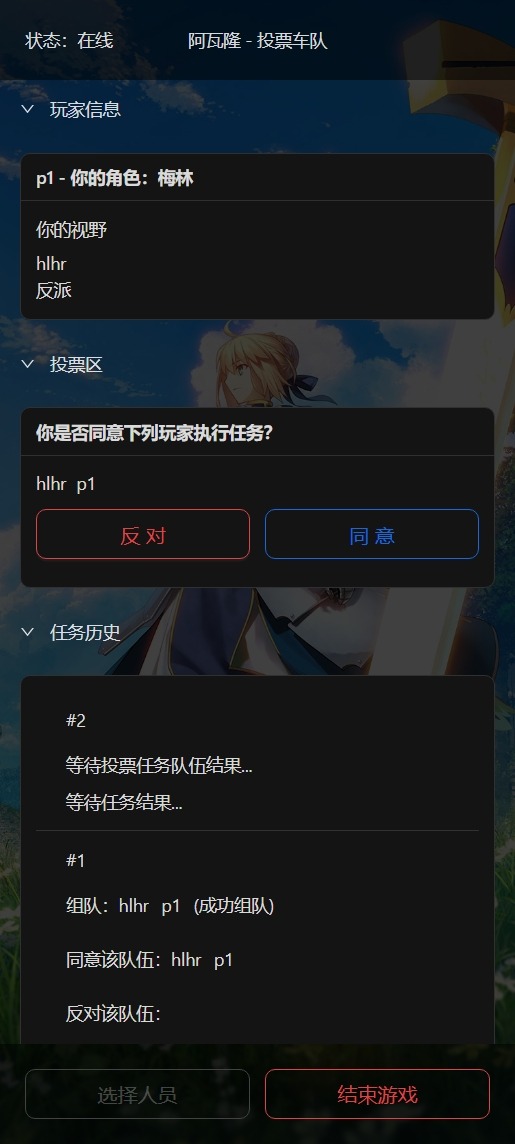 状态：在线 阿瓦隆 - 投票车队
玩家信息
p1 - 你的角色：梅林
你的视野
hlhr
反派
投票区
你是否同意下列玩家执行任务？
hlhr p1
反 对 同 意
任务历史
#2
等待投票任务队伍结果...
等待任务结果...
#1
组队：hlhr p1 (成功组队)
同意该队伍：hlhr p1
反对该队伍：
选择人员 结束游戏